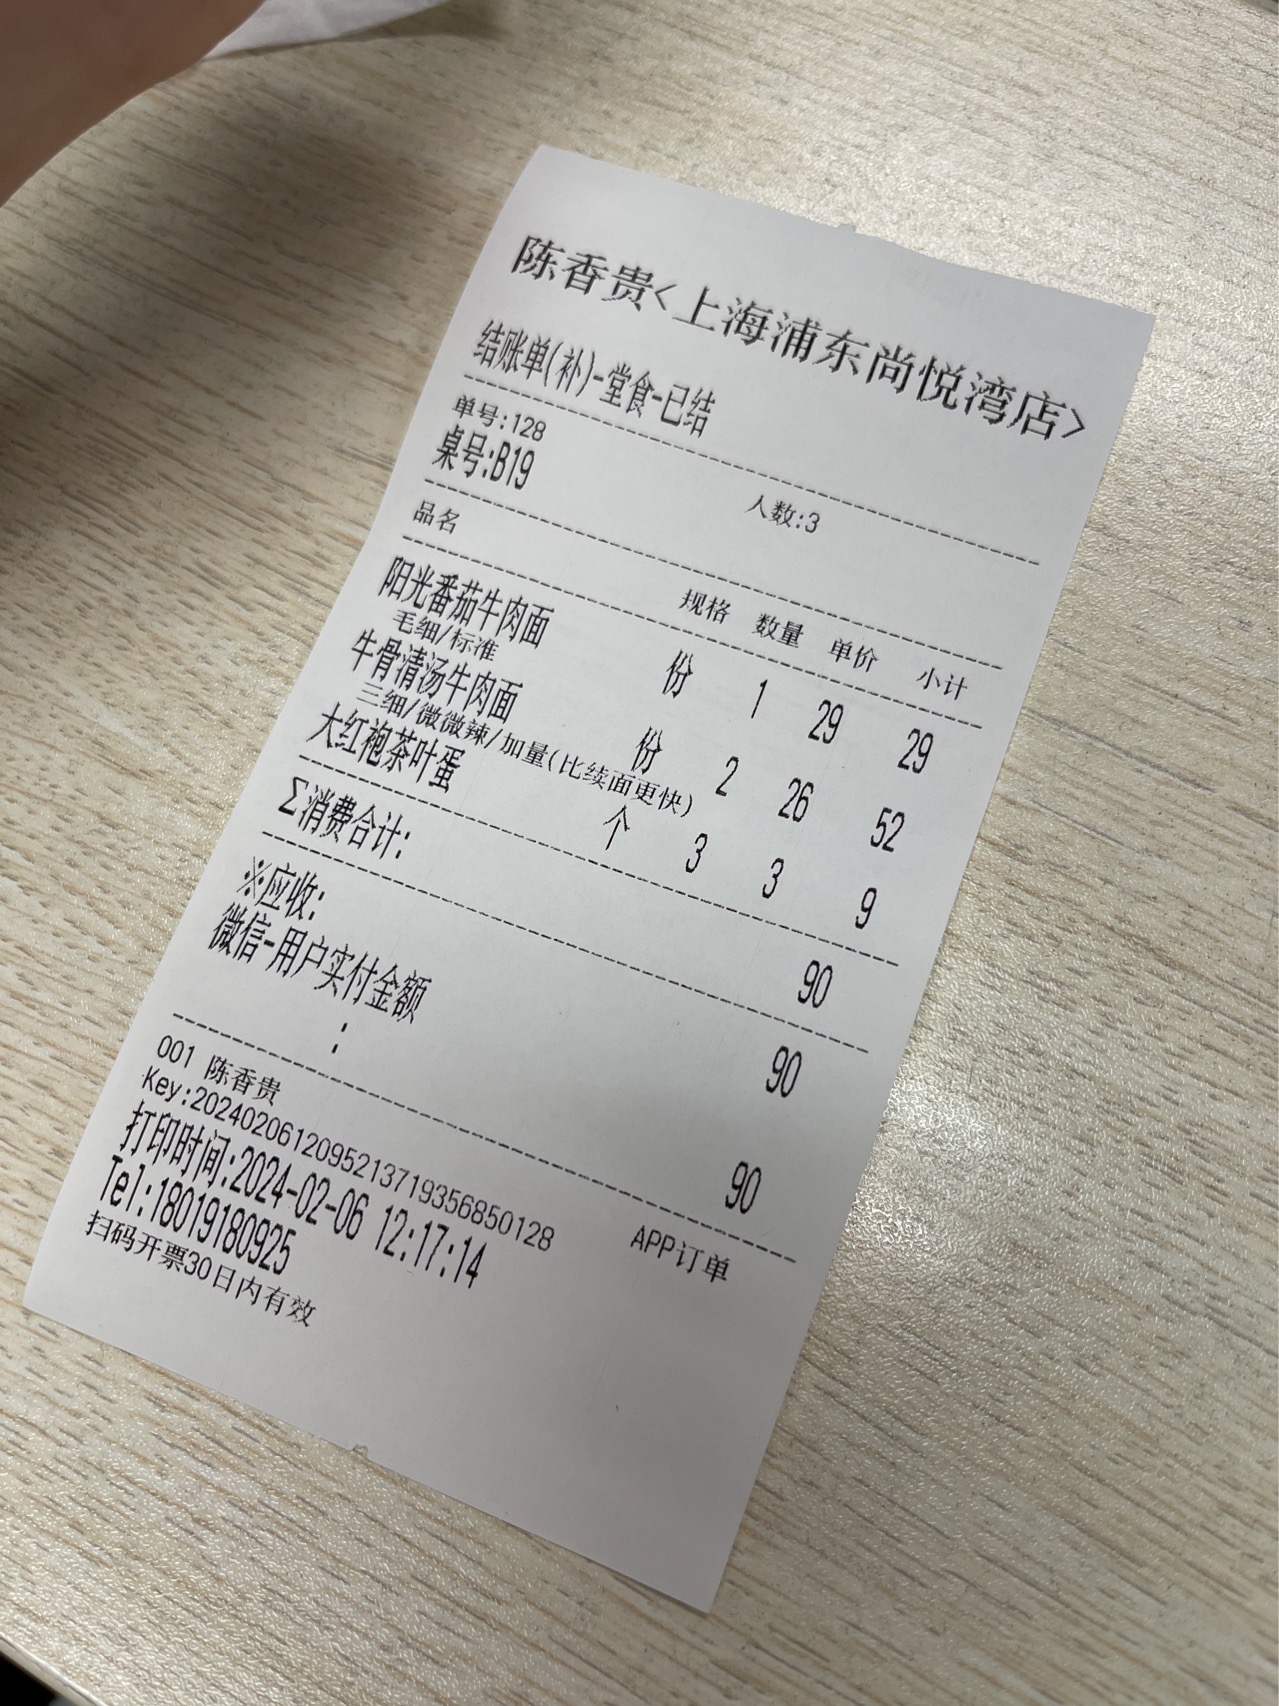 陈香贵<上海浦东尚悦湾店>
结账单(补)-堂食-已结
单号:128
桌号:B19 人数:3
品名 规格 数量 单价 小计
阳光番茄牛肉面 份 1 29 29
毛细/标准
牛骨清汤牛肉面 份 2 26 52
三细/微微辣/加量(比续面更快)
大红袍茶叶蛋 个 3 3 9
Σ消费合计: 90
※应收: 90
微信-用户实付金额
: 90
001 陈香贵 APP订单
Key:202402061209521371935685​0128
打印时间:2024-02-06 12:17:14
Tel:18019180925
扫码开票30日内有效